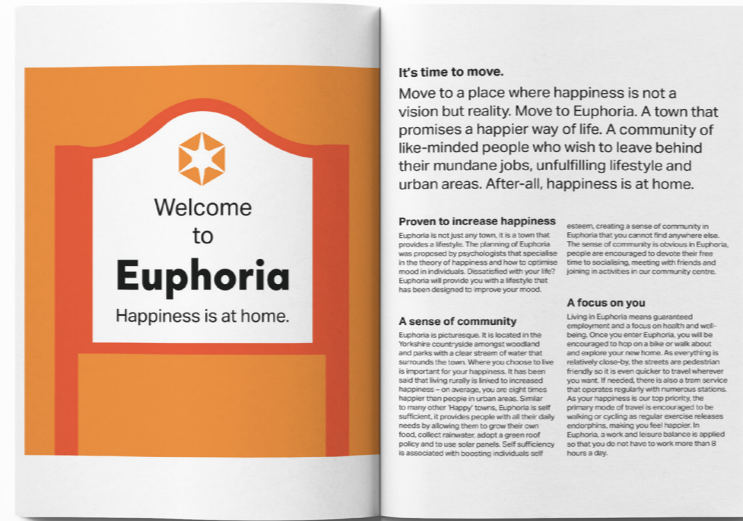 Welcome
to
Euphoria
Happiness is at home.
It's time to move.
Move to a place where happiness is not a
vision but reality. Move to Euphoria. A town that
promises a happier way of life. A community of
like-minded people who wish to leave behind
their mundane jobs, unfulfilling lifestyle and
urban areas. After-all, happiness is at home.
Proven to increase happiness
Euphoria is not just any town, it is a town that
provides a lifestyle. The planning of Euphoria
was proposed by psychologists that specialise
in the theory of happiness and how to optimise
mood in individuals. Dissatisfied with your life?
Euphoria will provide you with a lifestyle that
has been designed to improve your mood.
A sense of community
Euphoria is picturesque. It is located in the
Yorkshire countryside amongst woodland
and parks with a clear stream of water that
surrounds the town. Where you choose to live
is important for your happiness. It has been
said that living rurally is linked to increased
happiness – on average, you are eight times
happier than people in urban areas. Similar
to many other 'Happy' towns, Euphoria is self
sufficient, it provides people with all their daily
needs by allowing them to grow their own
food, collect rainwater, adopt a green roof
policy and to use solar panels. Self sufficiency
is associated with boosting individuals self
esteem, creating a sense of community in
Euphoria that you cannot find anywhere else.
The sense of community is obvious in Euphoria,
people are encouraged to devote their free
time to socialising, meeting with friends and
joining in activities in our community centre.
A focus on you
Living in Euphoria means guaranteed
employment and a focus on health and well-
being. Once you enter Euphoria, you will be
encouraged to hop on a bike or walk about
and explore your new home. As everything is
relatively close-by, the streets are pedestrian
friendly so it is even quicker to travel wherever
you want. If needed, there is also a tram service
that operates regularly with numerous stations.
As your happiness is our top priority, the
primary mode of travel is encouraged to be
walking or cycling as regular exercise releases
endorphins, making you feel happier. In
Euphoria, a work and leisure balance is applied
so that you do not have to work more than 8
hours a day.